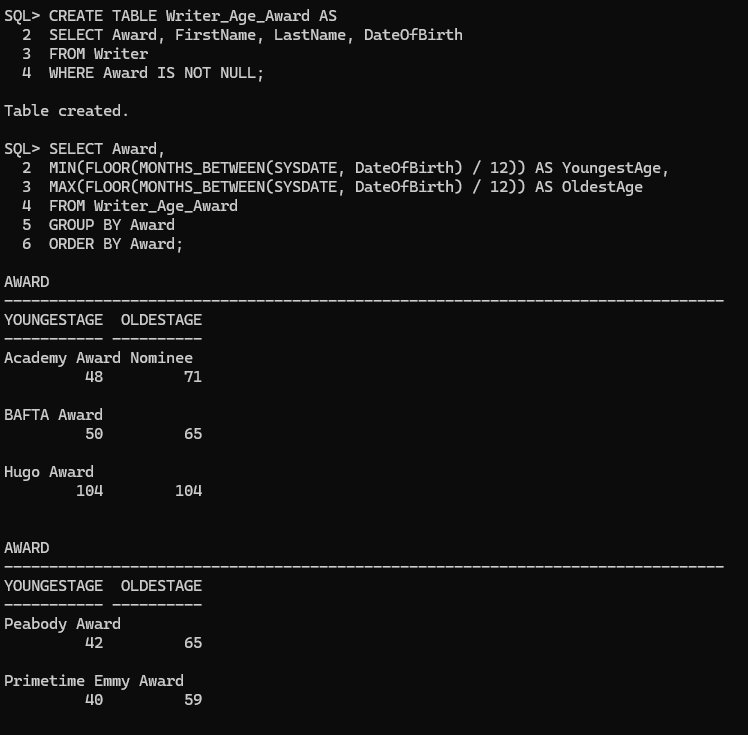 SQL> CREATE TABLE Writer_Age_Award AS
  2  SELECT Award, FirstName, LastName, DateOfBirth
  3  FROM Writer
  4  WHERE Award IS NOT NULL;

Table created.

SQL> SELECT Award,
  2  MIN(FLOOR(MONTHS_BETWEEN(SYSDATE, DateOfBirth) / 12)) AS YoungestAge,
  3  MAX(FLOOR(MONTHS_BETWEEN(SYSDATE, DateOfBirth) / 12)) AS OldestAge
  4  FROM Writer_Age_Award
  5  GROUP BY Award
  6  ORDER BY Award;

AWARD
--------------------------------------------------------------------------------
YOUNGESTAGE  OLDESTAGE
----------- ----------
Academy Award Nominee
         48         71

BAFTA Award
         50         65

Hugo Award
        104        104


AWARD
--------------------------------------------------------------------------------
YOUNGESTAGE  OLDESTAGE
----------- ----------
Peabody Award
         42         65

Primetime Emmy Award
         40         59